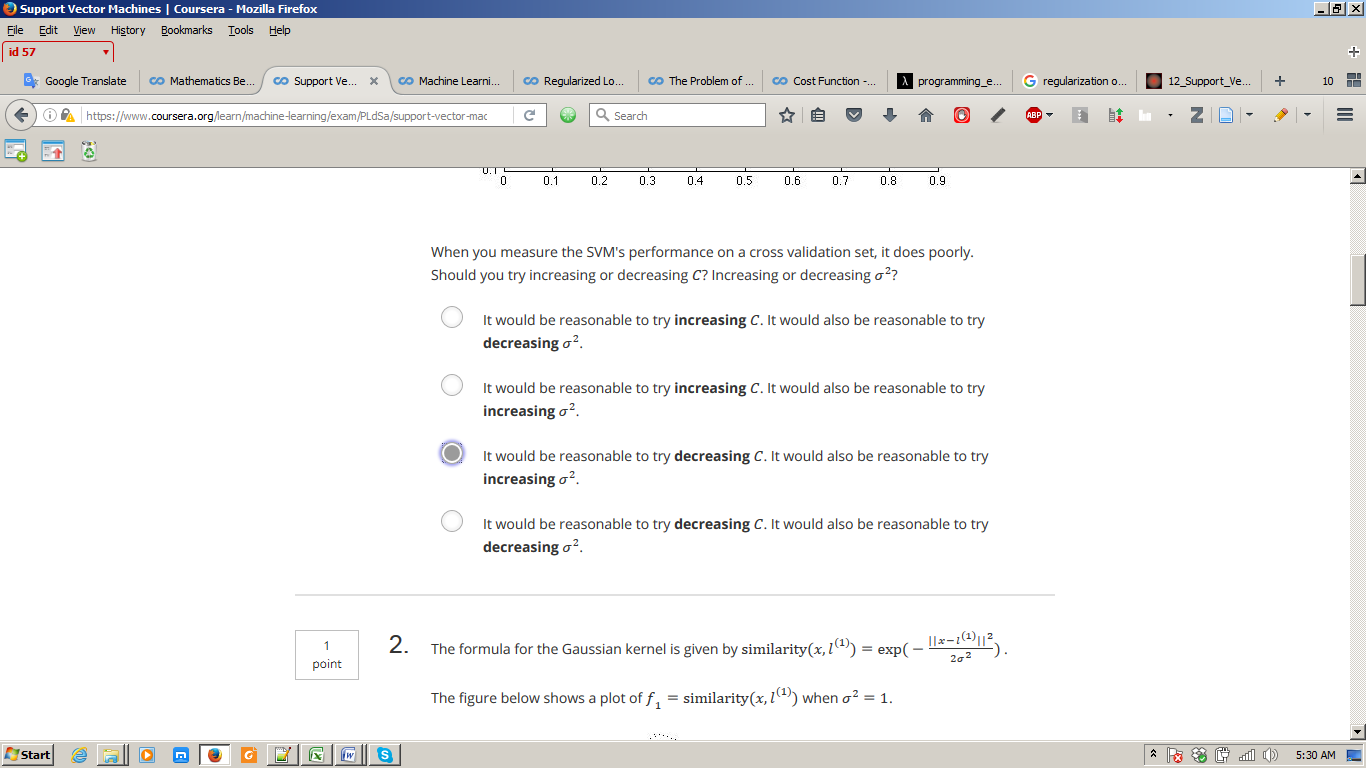 Support Vector Machines | Coursera - Mozilla Firefox
File Edit View History Bookmarks Tools Help
id 57
Google Translate Mathematics Be... Support Ve... Machine Learni... Regularized Lo... The Problem of ... Cost Function -... programming_e... regularization o... 12_Support_Ve... 10
https://www.coursera.org/learn/machine-learning/exam/PLdSa/support-vector-mac Search ABP
0.1
0 0.1 0.2 0.3 0.4 0.5 0.6 0.7 0.8 0.9
When you measure the SVM's performance on a cross validation set, it does poorly.
Should you try increasing or decreasing C? Increasing or decreasing σ²?
It would be reasonable to try increasing C. It would also be reasonable to try
decreasing σ².
It would be reasonable to try increasing C. It would also be reasonable to try
increasing σ².
It would be reasonable to try decreasing C. It would also be reasonable to try
increasing σ².
It would be reasonable to try decreasing C. It would also be reasonable to try
decreasing σ².
1
point
2. The formula for the Gaussian kernel is given by similarity(x, l⁽¹⁾) = exp( − ||x−l⁽¹⁾||² / 2σ² ) .
The figure below shows a plot of f₁ = similarity(x, l⁽¹⁾) when σ² = 1.
Start 5:30 AM